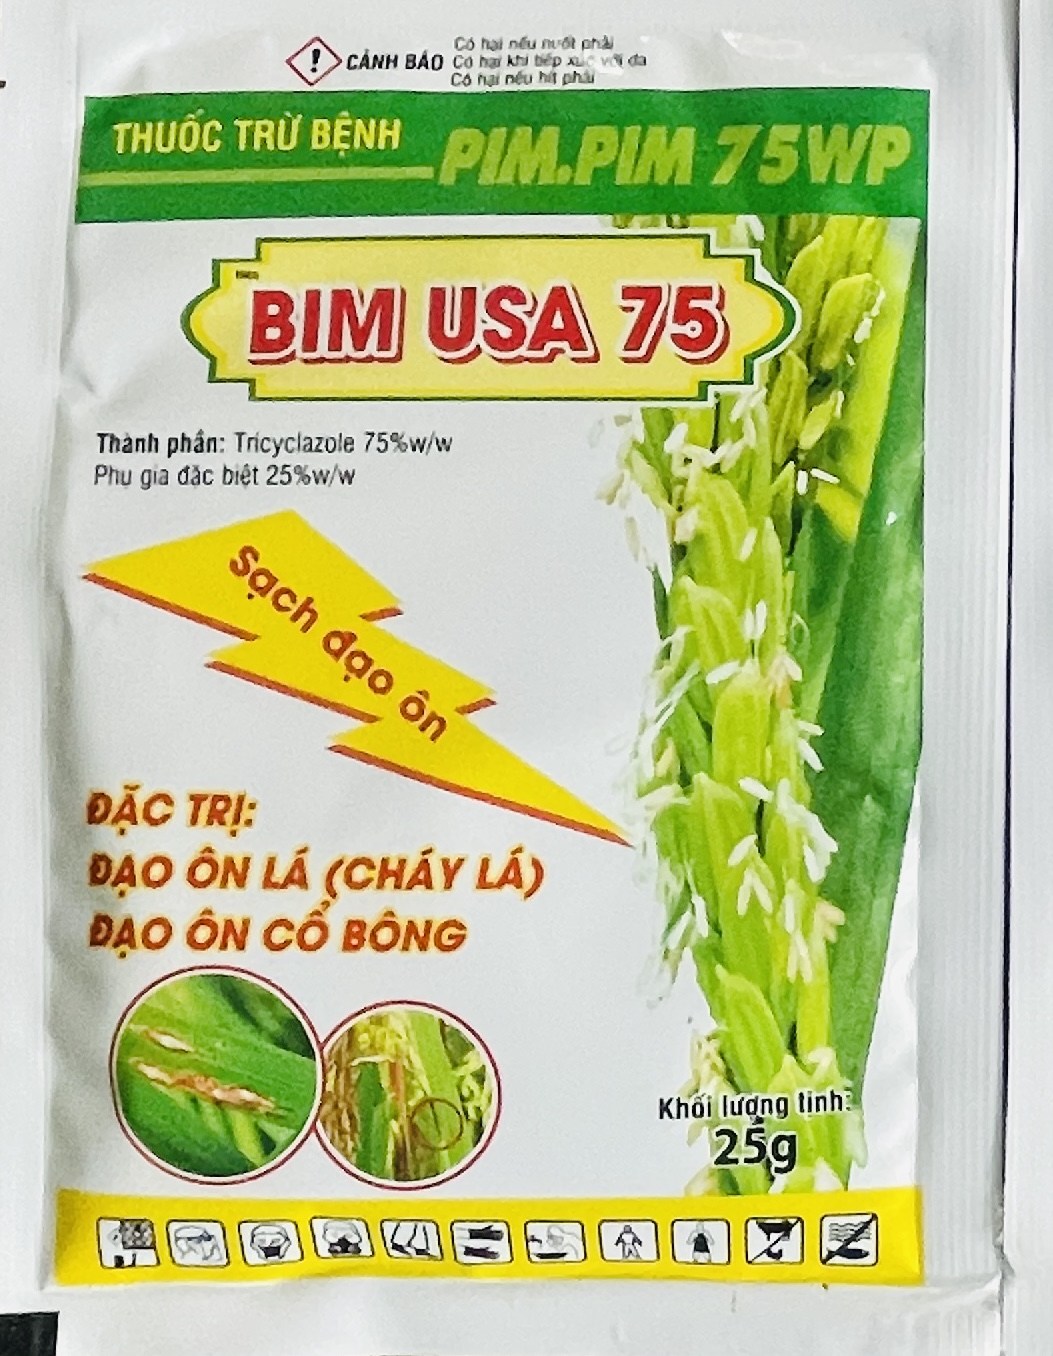 Có hại nếu nuốt phải
CẢNH BÁO Có hại khi tiếp xúc với da
Có hại nếu hít phải
THUỐC TRỪ BỆNH PIM.PIM 75WP
BIM USA 75
Thành phần: Tricyclazole 75%w/w
Phụ gia đặc biệt 25%w/w
Sạch đạo ôn
ĐẶC TRỊ:
ĐẠO ÔN LÁ (CHÁY LÁ)
ĐẠO ÔN CỔ BÔNG
Khối lượng tịnh:
25g